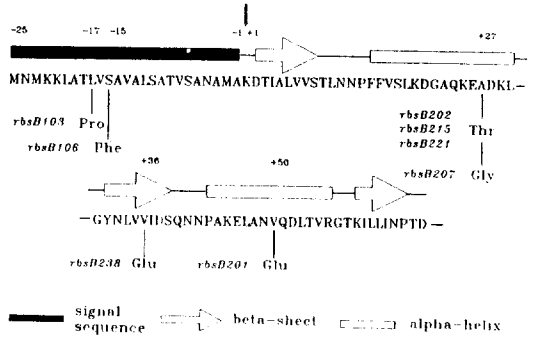 -25 -17 -15 -1 +1 +27
MNMKKLATLVSAVALSATVSANAMAKDTIALVVSTLNNPFFVSLKDGAQKEADKL-
rbsB103 Pro
rbsB106 Phe
rbsB202
rbsB215 Thr
rbsB221
rbsB207 Gly
+36 +50
-GYNLVVIDSQNNPAKELANVQDLTVRGTKILLINPTD-
rbsB238 Glu rbsB201 Glu
signal sequence
beta-sheet
alpha-helix